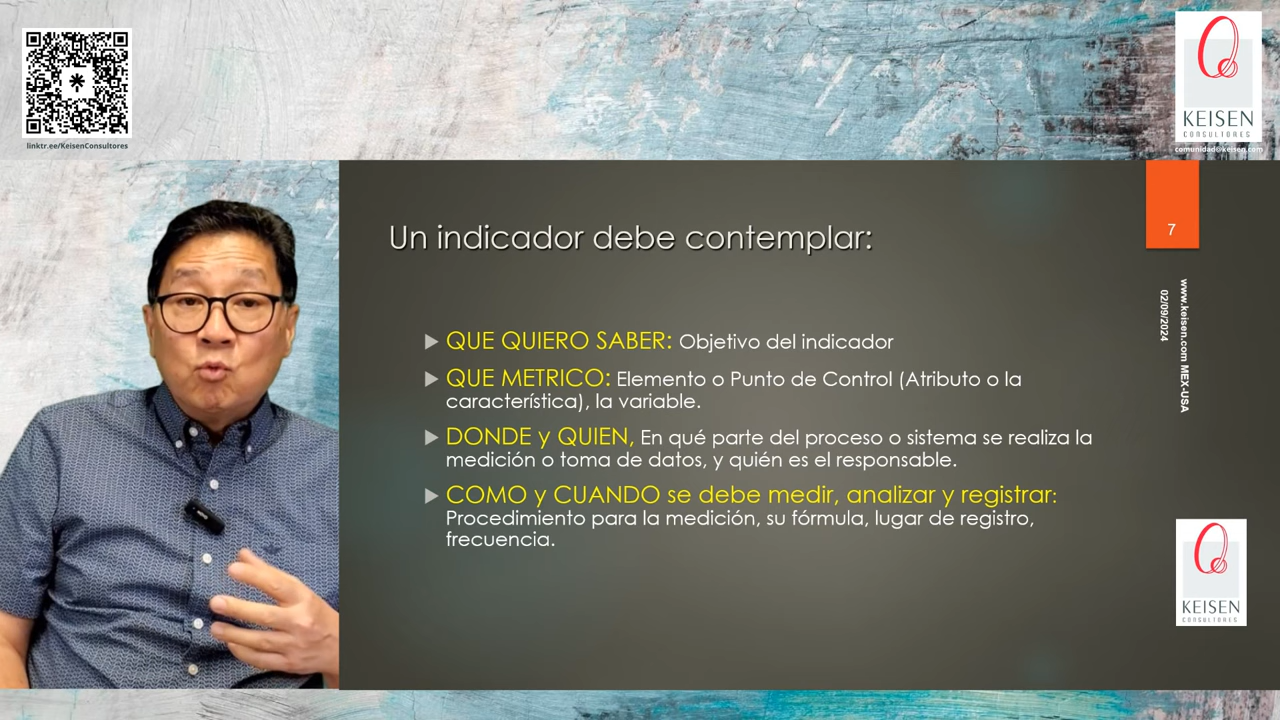 linktr.ee/KeisenConsultores
KEISEN
CONSULTORES
comunidad@keisen.com
7
www.keisen.com MEX-USA
02/09/2024
Un indicador debe contemplar:
QUE QUIERO SABER: Objetivo del indicador
QUE METRICO: Elemento o Punto de Control (Atributo o la
característica), la variable.
DONDE y QUIEN, En qué parte del proceso o sistema se realiza la
medición o toma de datos, y quién es el responsable.
COMO y CUANDO se debe medir, analizar y registrar:
Procedimiento para la medición, su fórmula, lugar de registro,
frecuencia.
KEISEN
CONSULTORES